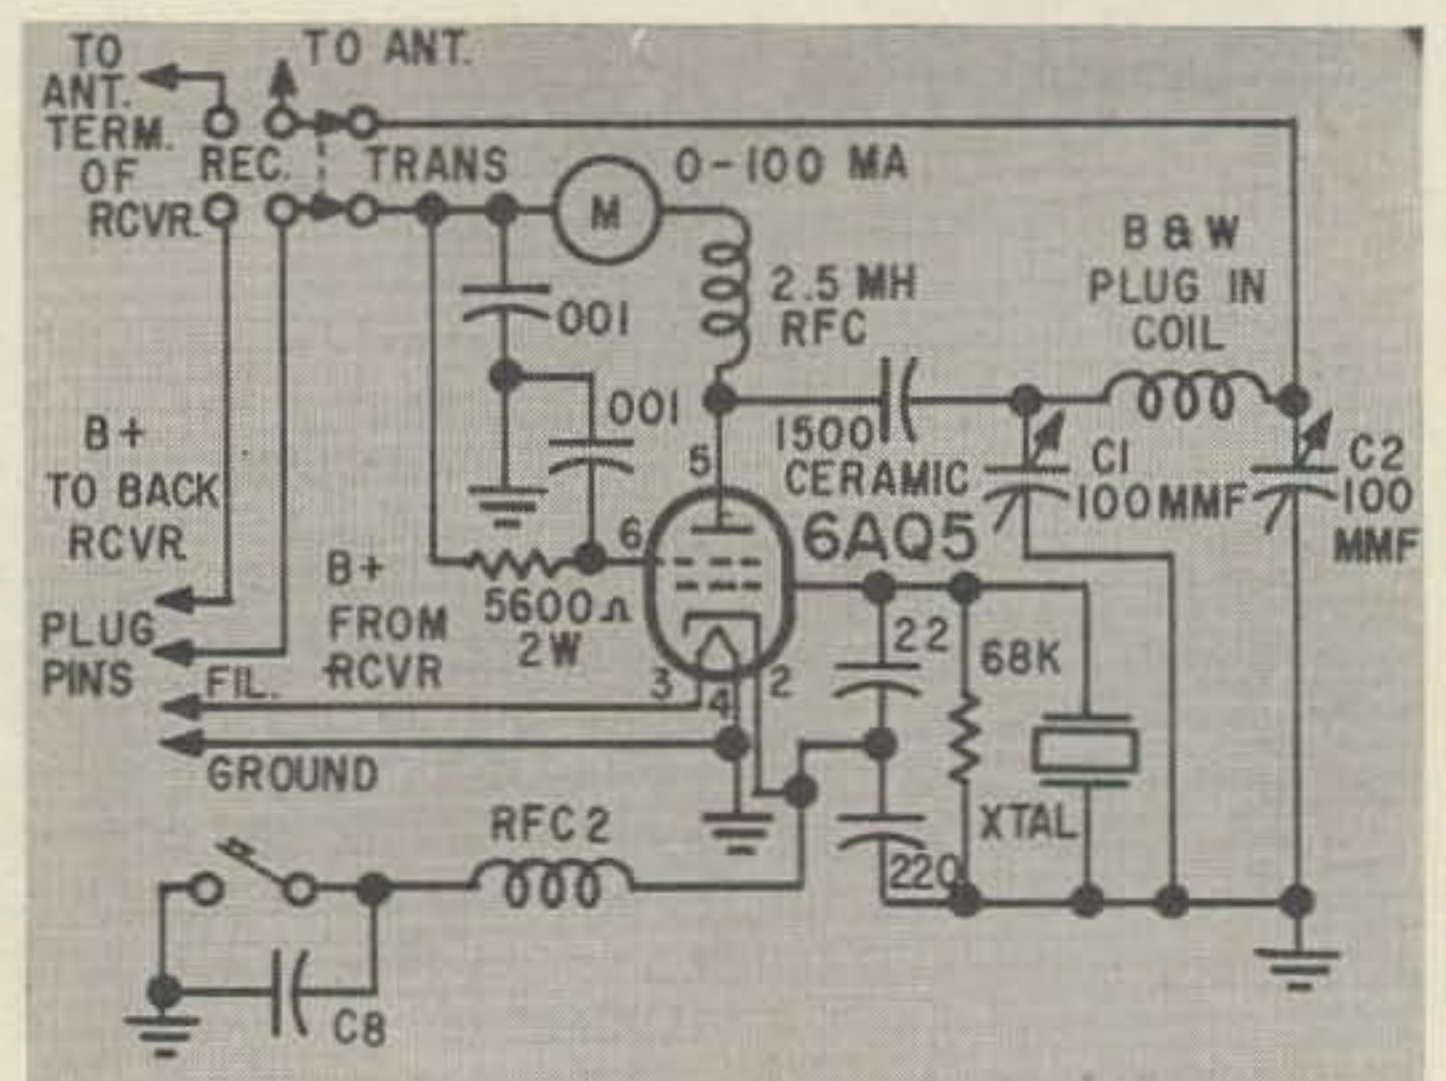 TO
ANT.
TERM.
OF
RCVR.
TO ANT.
REC.
TRANS
M
0-100 MA
2.5 MH
RFC
B & W
PLUG IN
COIL
001
001
1500
CERAMIC
C1
100 MMF
C2
100
MMF
5
6
6AQ5
B+
TO BACK
RCVR
B+
FROM
RCVR
5600Ω
2W
22
68K
PLUG
PINS
FIL.
3
4
2
GROUND
RFC 2
XTAL
220
C8